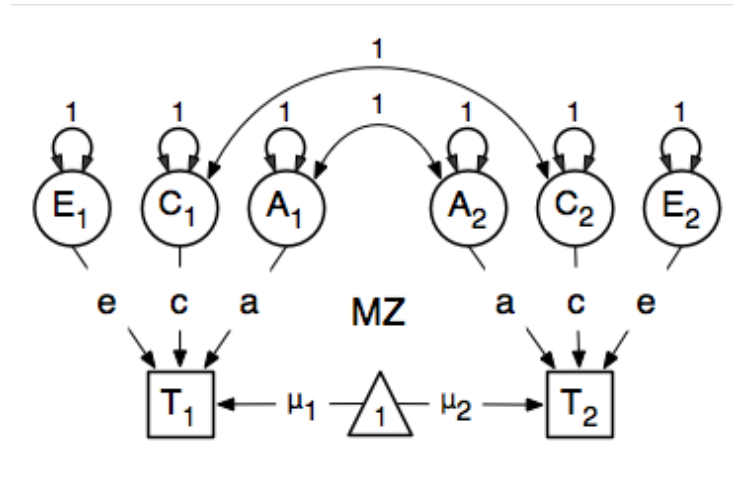 1
1
1 1 1 1 1 1
E₁ C₁ A₁ A₂ C₂ E₂
e c a MZ a c e
T₁ μ₁ 1 μ₂ T₂